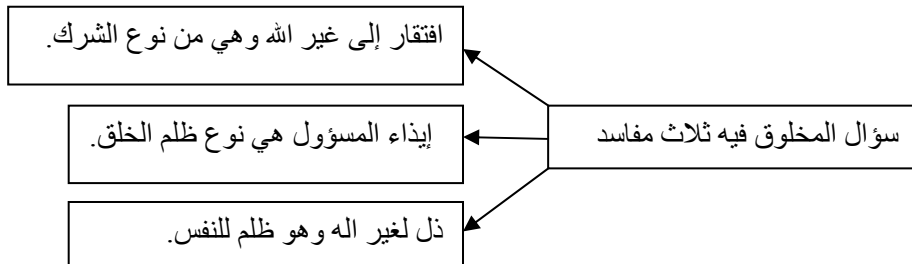 سؤال المخلوق فيه ثلاث مفاسد
افتقار إلى غير الله وهي من نوع الشرك.
إيذاء المسؤول هي نوع ظلم الخلق.
ذل لغير اله وهو ظلم للنفس.